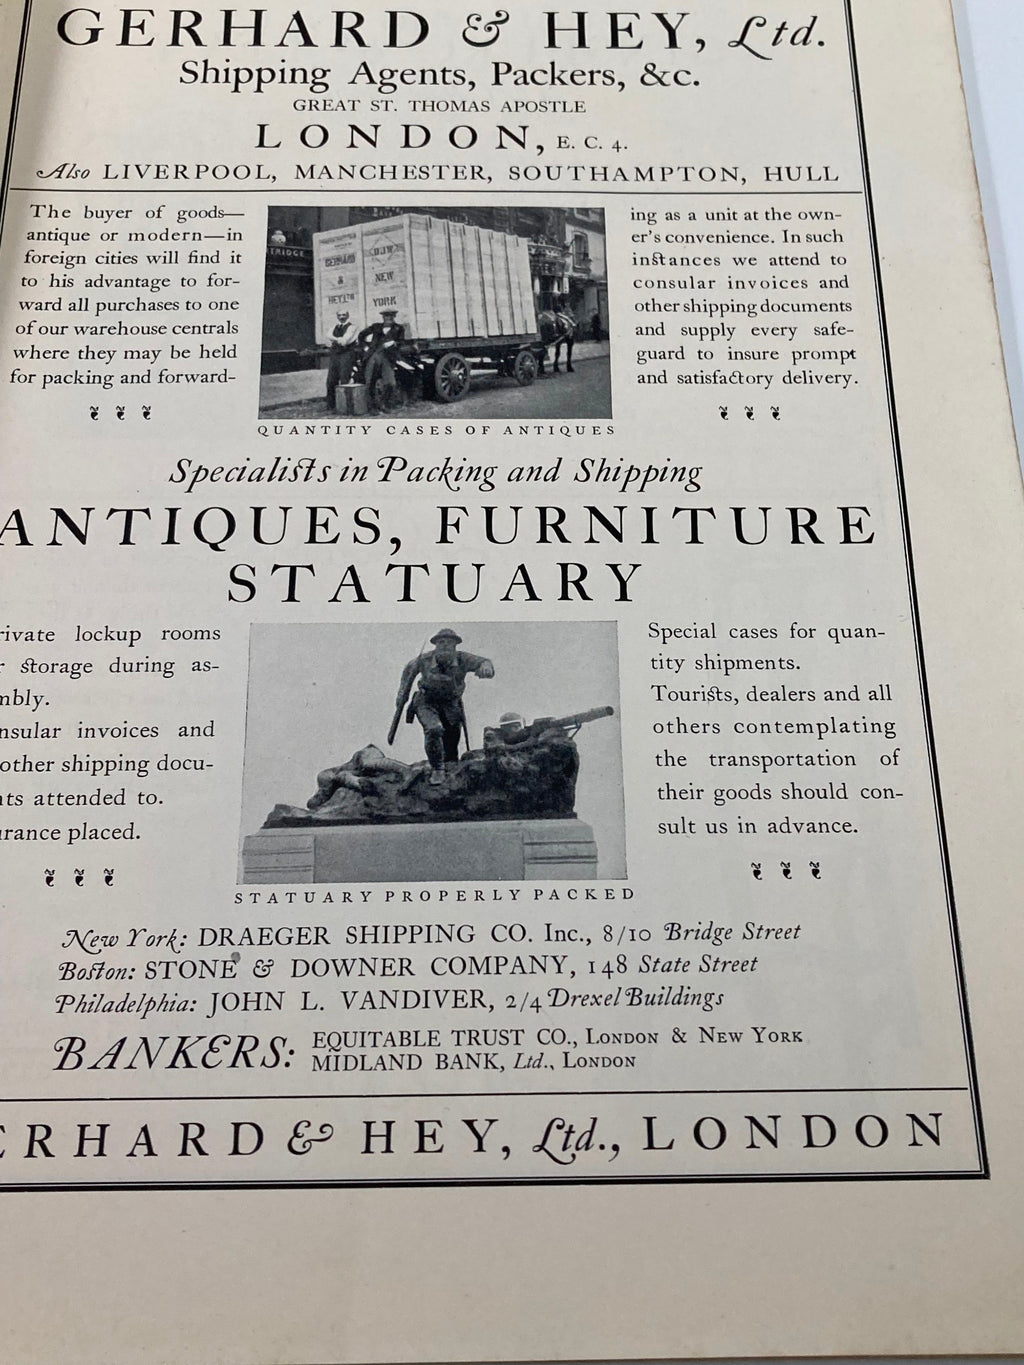 GERHARD & HEY, Ltd.
Shipping Agents, Packers, &c.
GREAT ST. THOMAS APOSTLE
LONDON, E. C. 4.
Also LIVERPOOL, MANCHESTER, SOUTHAMPTON, HULL
The buyer of goods—
antique or modern—in
foreign cities will find it
to his advantage to for-
ward all purchases to one
of our warehouse centrals
where they may be held
for packing and forward-
GERHARD
&
HEY LTD
NEW
YORK
QUANTITY CASES OF ANTIQUES
ing as a unit at the own-
er's convenience. In such
instances we attend to
consular invoices and
other shipping documents
and supply every safe-
guard to insure prompt
and satisfactory delivery.
Specialists in Packing and Shipping
ANTIQUES, FURNITURE
STATUARY
rivate lockup rooms
r storage during as-
mbly.
nsular invoices and
other shipping docu-
nts attended to.
urance placed.
STATUARY PROPERLY PACKED
Special cases for quan-
tity shipments.
Tourists, dealers and all
others contemplating
the transportation of
their goods should con-
sult us in advance.
New York: DRAEGER SHIPPING CO. Inc., 8/10 Bridge Street
Boston: STONE & DOWNER COMPANY, 148 State Street
Philadelphia: JOHN L. VANDIVER, 2/4 Drexel Buildings
BANKERS: EQUITABLE TRUST CO., London & New York
MIDLAND BANK, Ltd., London
ERHARD & HEY, Ltd., LONDON